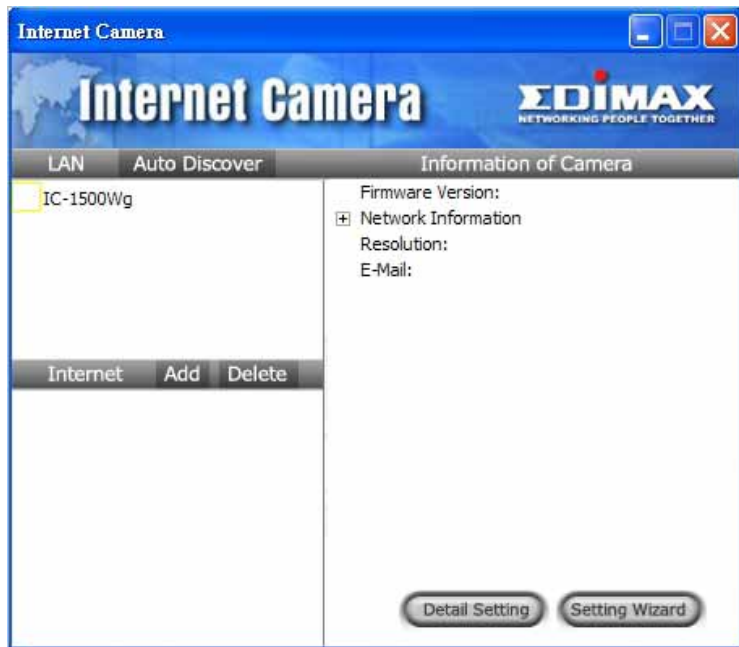 Internet Camera
Internet Camera
EDIMAX
NETWORKING PEOPLE TOGETHER
LAN Auto Discover
IC-1500Wg
Internet Add Delete
Information of Camera
Firmware Version:
Network Information
Resolution:
E-Mail:
Detail Setting Setting Wizard